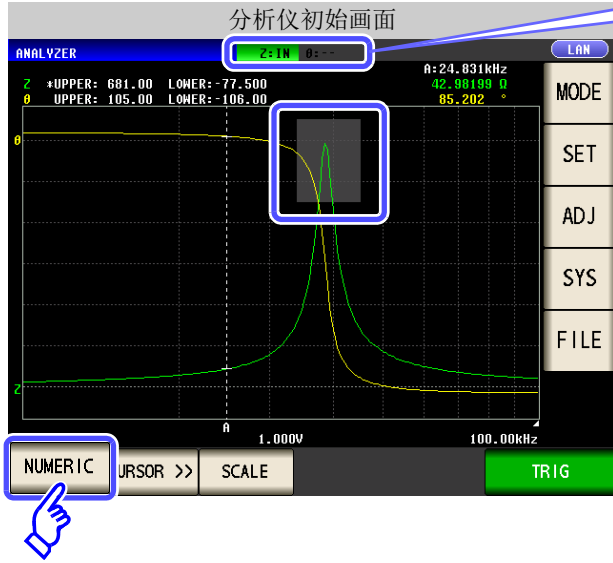 分析仪初始画面
ANALYZER
Z:IN θ:--
LAN
Z *UPPER: 681.00 LOWER:-77.500
θ UPPER: 105.00 LOWER:-106.00
A:24.831kHz
42.98199 Ω
85.202 °
MODE
SET
ADJ
SYS
FILE
θ
Z
A
1.000V
100.00kHz
NUMERIC
URSOR >>
SCALE
TRIG